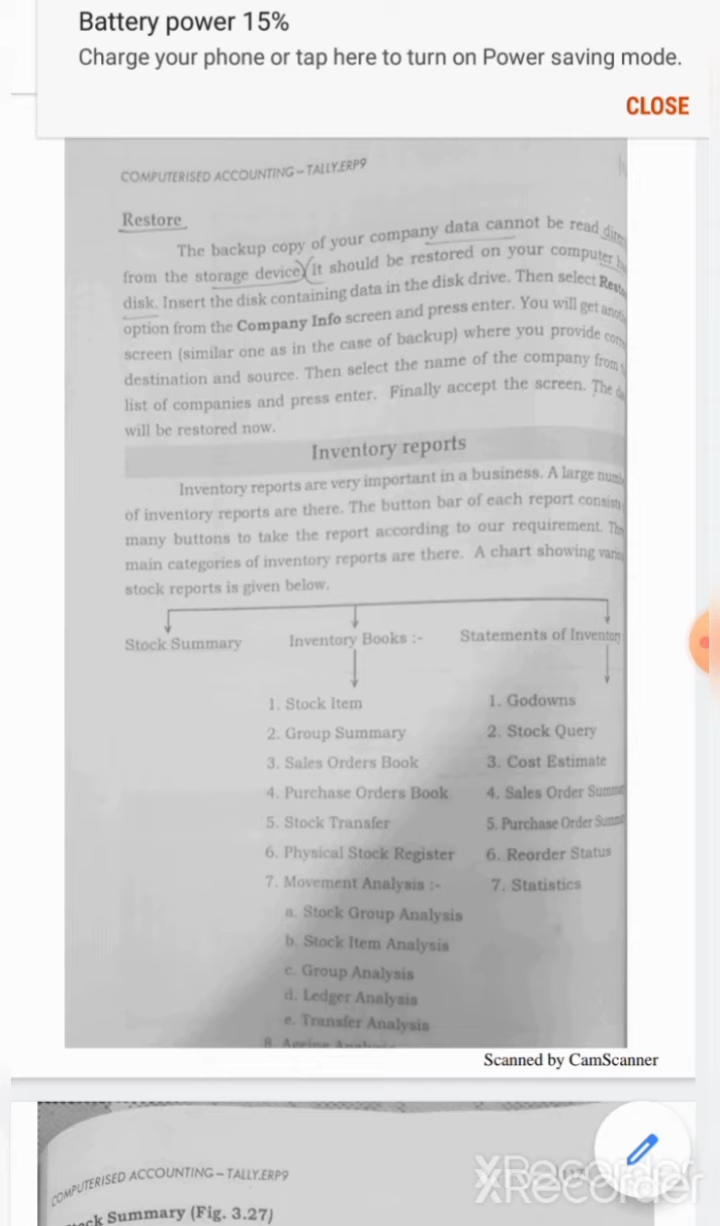 Battery power 15%
Charge your phone or tap here to turn on Power saving mode.
CLOSE
COMPUTERISED ACCOUNTING – TALLY.ERP9
Restore
The backup copy of your company data cannot be read
from the storage device. It should be restored on your computer
disk. Insert the disk containing data in the disk drive. Then select
option from the Company Info screen and press enter. You will get
screen (similar one as in the case of backup) where you provide
destination and source. Then select the name of the company from
list of companies and press enter. Finally accept the screen. The
will be restored now.
Inventory reports
Inventory reports are very important in a business. A large
of inventory reports are there. The button bar of each report
many buttons to take the report according to our requirement.
main categories of inventory reports are there. A chart showing
stock reports is given below.
Stock Summary Inventory Books :- Statements of Inventory
1. Stock Item 1. Godowns
2. Group Summary 2. Stock Query
3. Sales Orders Book 3. Cost Estimate
4. Purchase Orders Book 4. Sales Order
5. Stock Transfer 5. Purchase Order
6. Physical Stock Register 6. Reorder Status
7. Movement Analysis :- 7. Statistics
a. Stock Group Analysis
b. Stock Item Analysis
c. Group Analysis
d. Ledger Analysis
e. Transfer Analysis
8. Ageing
Scanned by CamScanner
COMPUTERISED ACCOUNTING – TALLY.ERP9
Summary (Fig. 3.27)
XRecorder